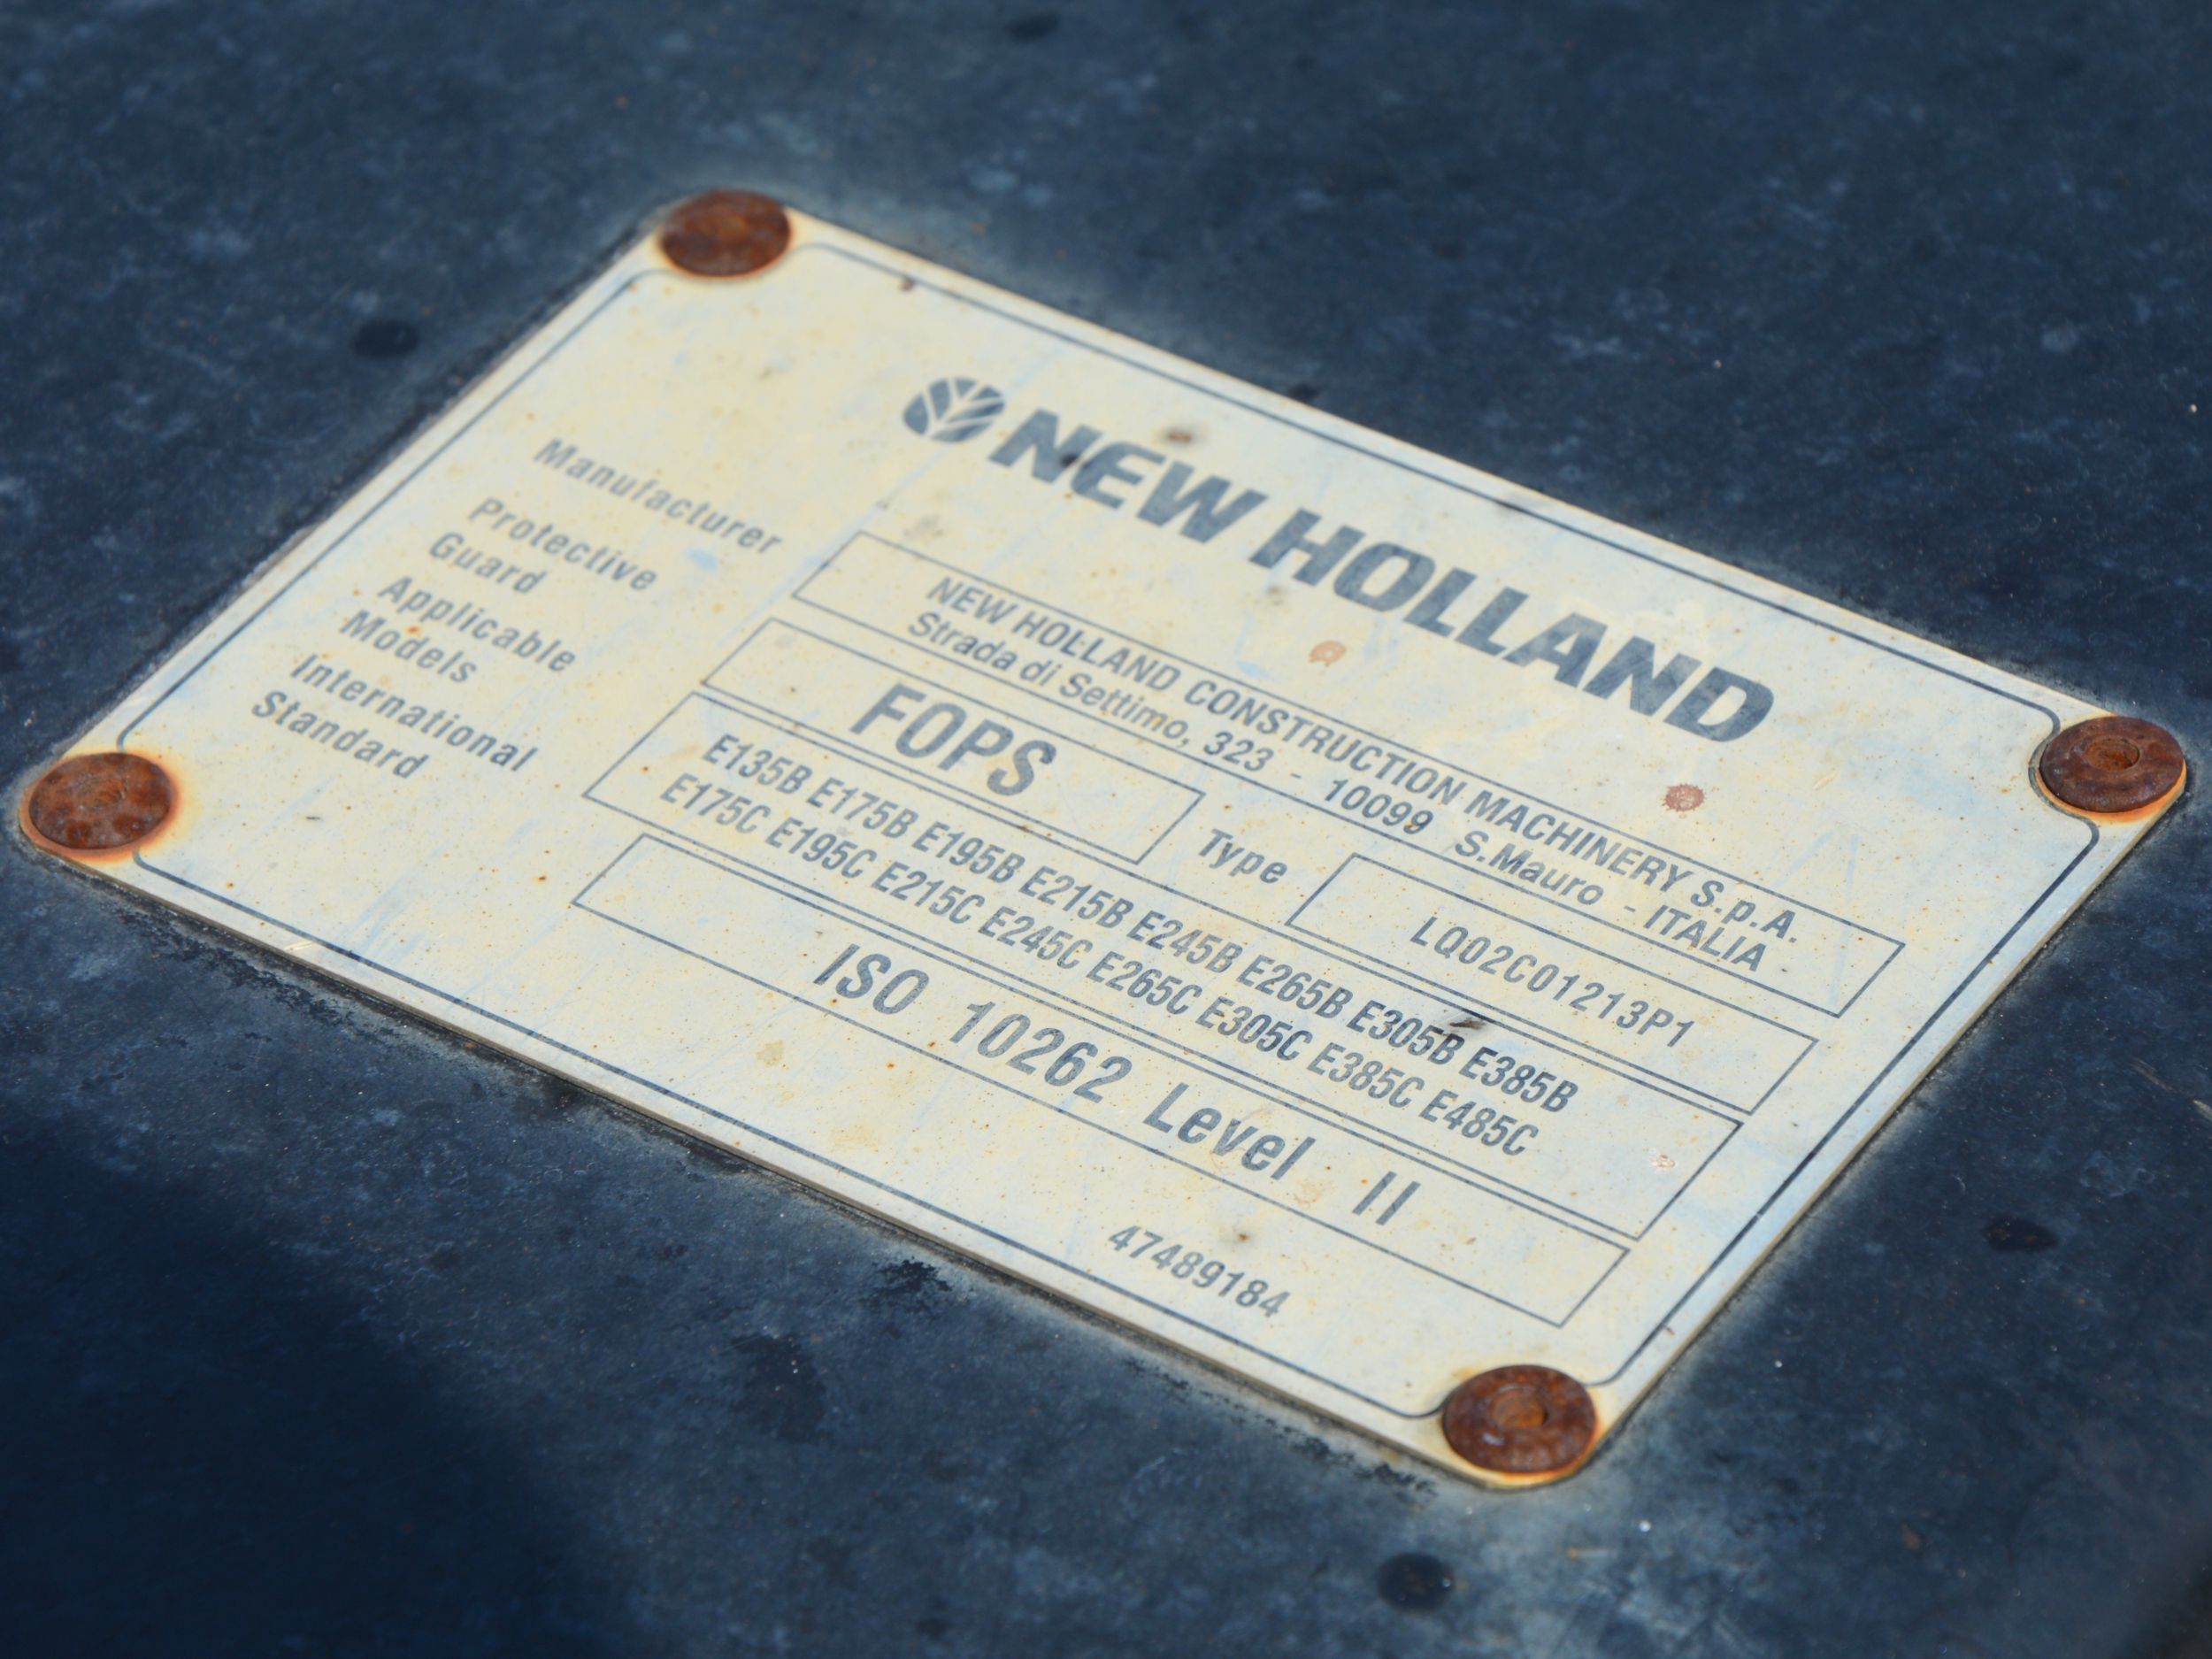 NEW HOLLAND
Manufacturer
NEW HOLLAND CONSTRUCTION MACHINERY S.p.A.
Strada di Settimo, 323 - 10099 S.Mauro - ITALIA
Protective
Guard
FOPS
Type
LQ02C01213P1
Applicable
Models
E135B E175B E195B E215B E245B E265B E305B E385B
E175C E195C E215C E245C E265C E305C E385C E485C
International
Standard
ISO 10262 Level II
47489184